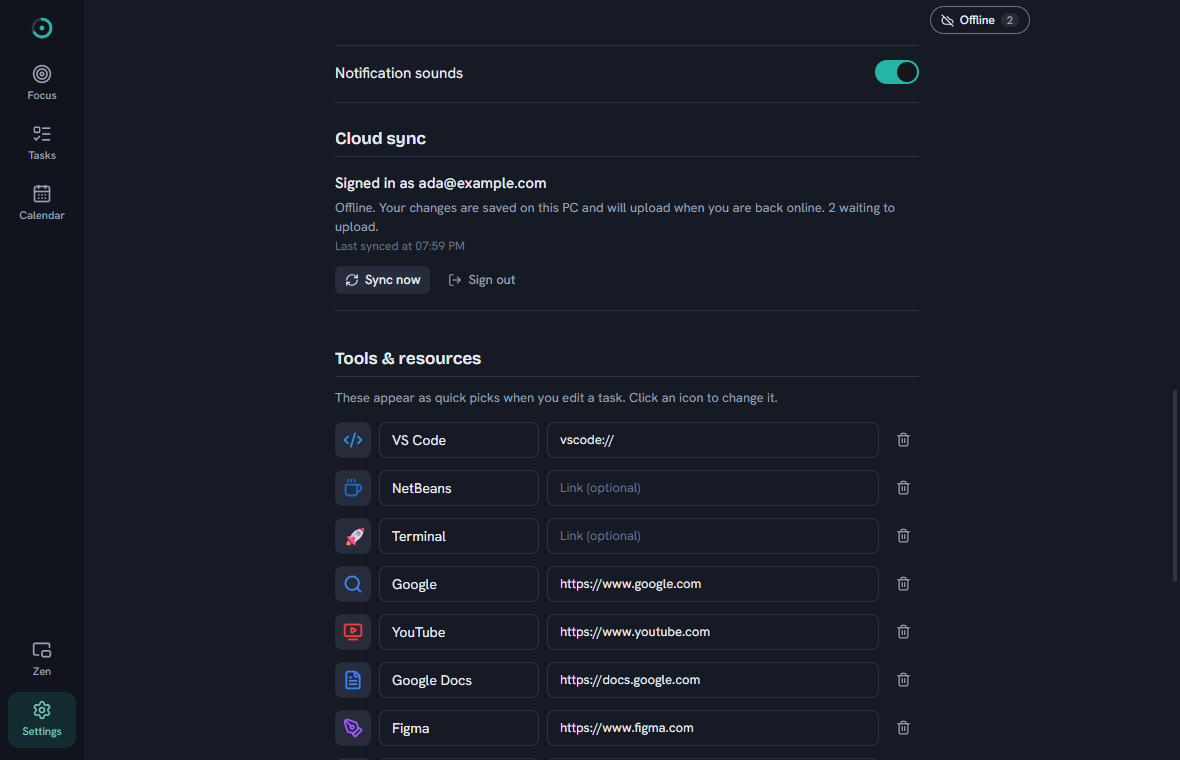 Offline 2
Focus
Tasks
Calendar
Zen
Settings
Notification sounds
Cloud sync
Signed in as ada@example.com
Offline. Your changes are saved on this PC and will upload when you are back online. 2 waiting to
upload.
Last synced at 07:59 PM
Sync now Sign out
Tools & resources
These appear as quick picks when you edit a task. Click an icon to change it.
VS Code vscode://
NetBeans Link (optional)
Terminal Link (optional)
Google https://www.google.com
YouTube https://www.youtube.com
Google Docs https://docs.google.com
Figma https://www.figma.com